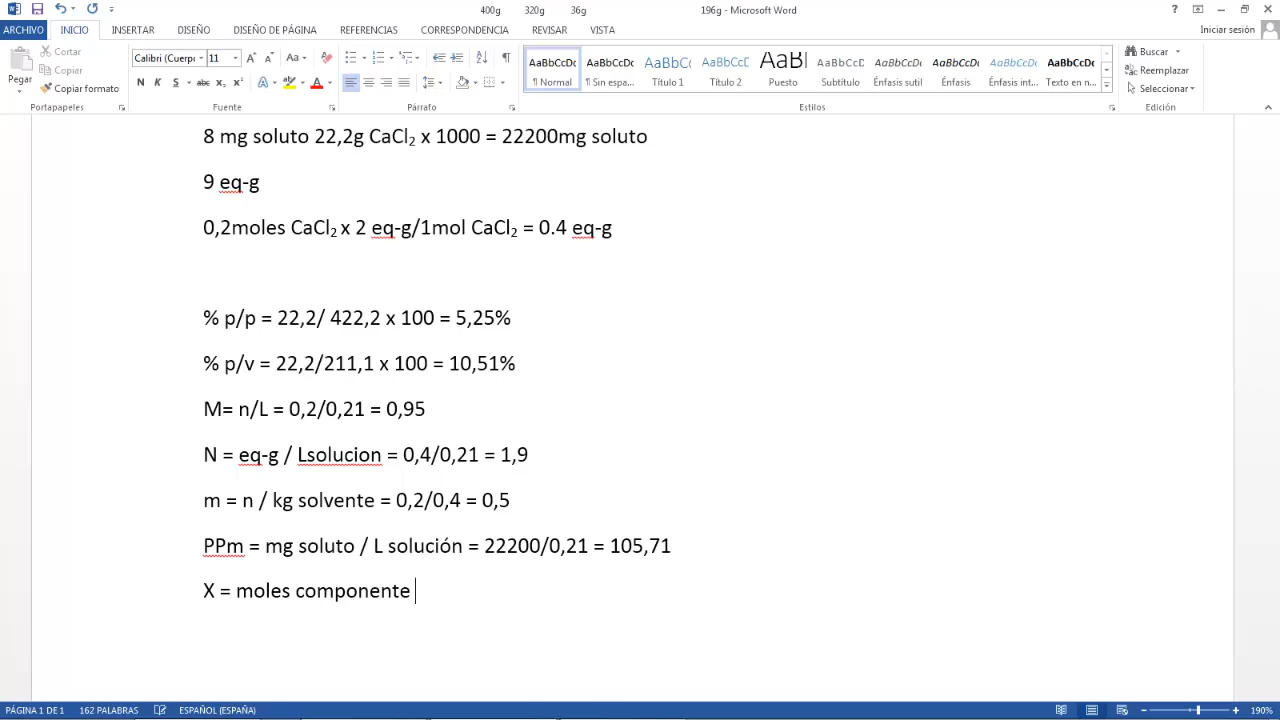 400g 320g 36g 196g - Microsoft Word ?
ARCHIVO INICIO INSERTAR DISEÑO DISEÑO DE PÁGINA REFERENCIAS CORRESPONDENCIA REVISAR VISTA Iniciar sesión
Pegar
Cortar
Copiar
Copiar formato
Portapapeles
Calibri (Cuerpo 11
N K S abc x₂ x²
Fuente
Párrafo
AaBbCcDc AaBbCcDc AaBbCc AaBbCcC AaBl AaBbCcD AaBbCcDc AaBbCcDc AaBbCcDc AaBbCcDc
¶ Normal ¶ Sin espa... Título 1 Título 2 Puesto Subtítulo Énfasis sutil Énfasis Énfasis int... Texto en n...
Estilos
Buscar
Reemplazar
Seleccionar
Edición
8 mg soluto 22,2g CaCl₂ x 1000 = 22200mg soluto
9 eq-g
0,2moles CaCl₂ x 2 eq-g/1mol CaCl₂ = 0.4 eq-g
% p/p = 22,2/ 422,2 x 100 = 5,25%
% p/v = 22,2/211,1 x 100 = 10,51%
M= n/L = 0,2/0,21 = 0,95
N = eq-g / Lsolucion = 0,4/0,21 = 1,9
m = n / kg solvente = 0,2/0,4 = 0,5
PPm = mg soluto / L solución = 22200/0,21 = 105,71
X = moles componente
PÁGINA 1 DE 1 162 PALABRAS ESPAÑOL (ESPAÑA) 190%